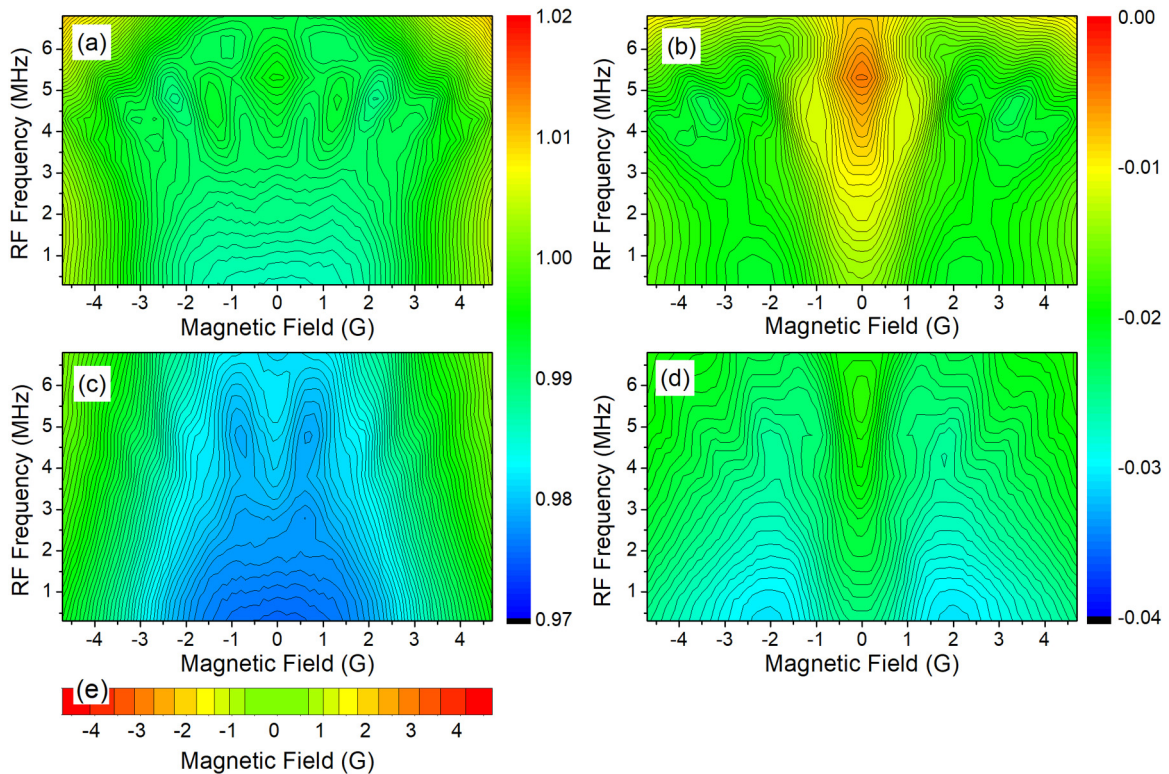 (a)
RF Frequency (MHz)
6
5
4
3
2
1
-4 -3 -2 -1 0 1 2 3 4
Magnetic Field (G)
(b)
RF Frequency (MHz)
6
5
4
3
2
1
-4 -3 -2 -1 0 1 2 3 4
Magnetic Field (G)
1.02
1.01
1.00
0.99
0.98
0.97
0.00
-0.01
-0.02
-0.03
-0.04
(c)
RF Frequency (MHz)
6
5
4
3
2
1
-4 -3 -2 -1 0 1 2 3 4
Magnetic Field (G)
(d)
RF Frequency (MHz)
6
5
4
3
2
1
-4 -3 -2 -1 0 1 2 3 4
Magnetic Field (G)
(e)
-4 -3 -2 -1 0 1 2 3 4
Magnetic Field (G)